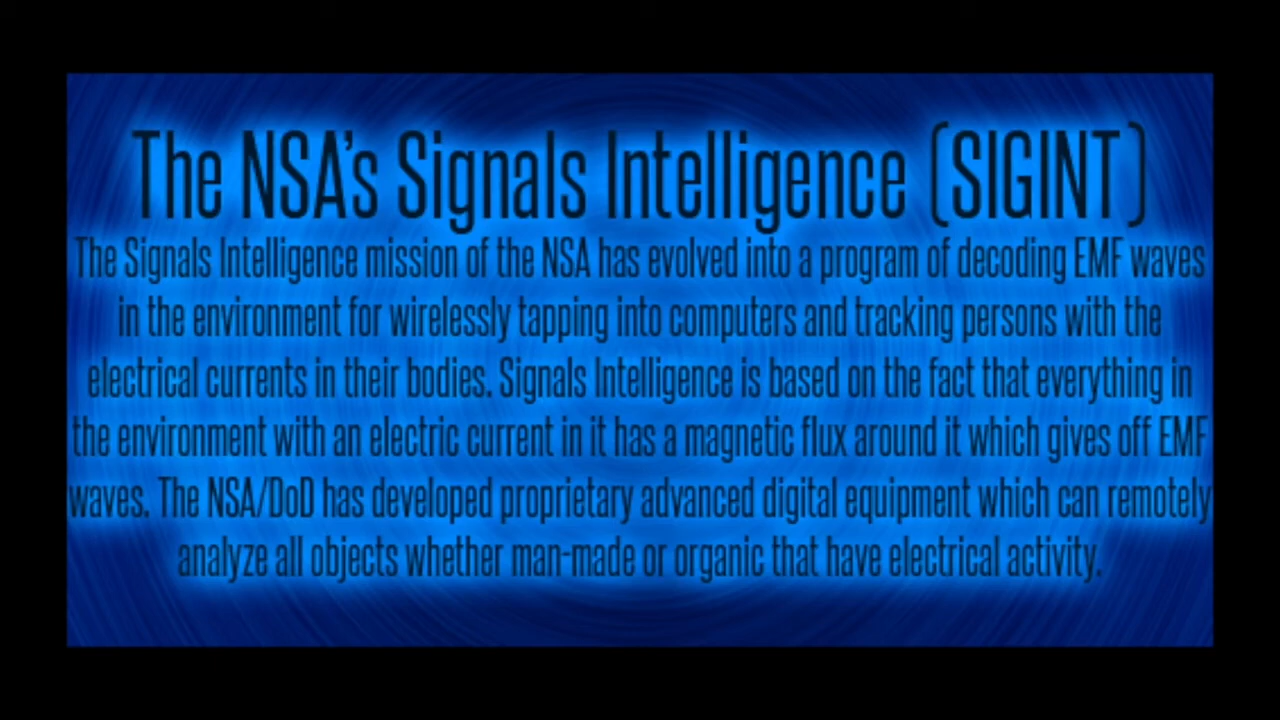 The NSA's Signals Intelligence (SIGINT)
The Signals Intelligence mission of the NSA has evolved into a program of decoding EMF waves
in the environment for wirelessly tapping into computers and tracking persons with the
electrical currents in their bodies. Signals Intelligence is based on the fact that everything in
the environment with an electric current in it has a magnetic flux around it which gives off EMF
waves. The NSA/DoD has developed proprietary advanced digital equipment which can remotely
analyze all objects whether man-made or organic that have electrical activity.